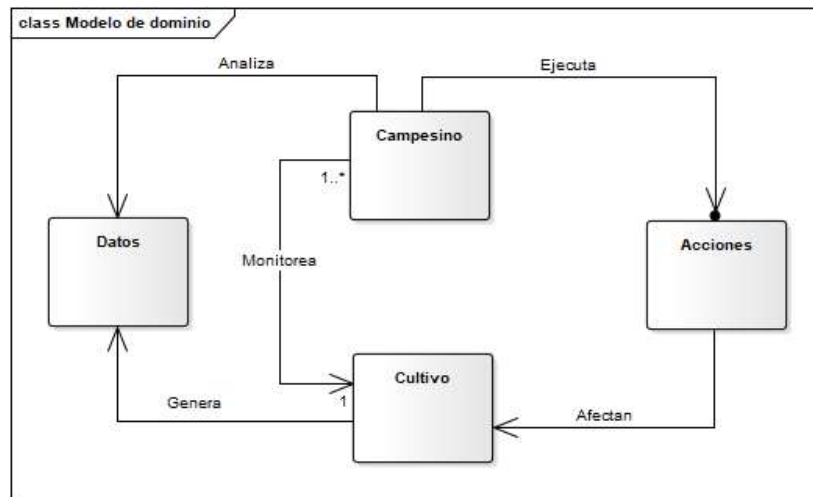 class Modelo de dominio
Analiza
Ejecuta
Campesino
1..*
Datos
Acciones
Monitorea
Cultivo
1
Genera
Afectan